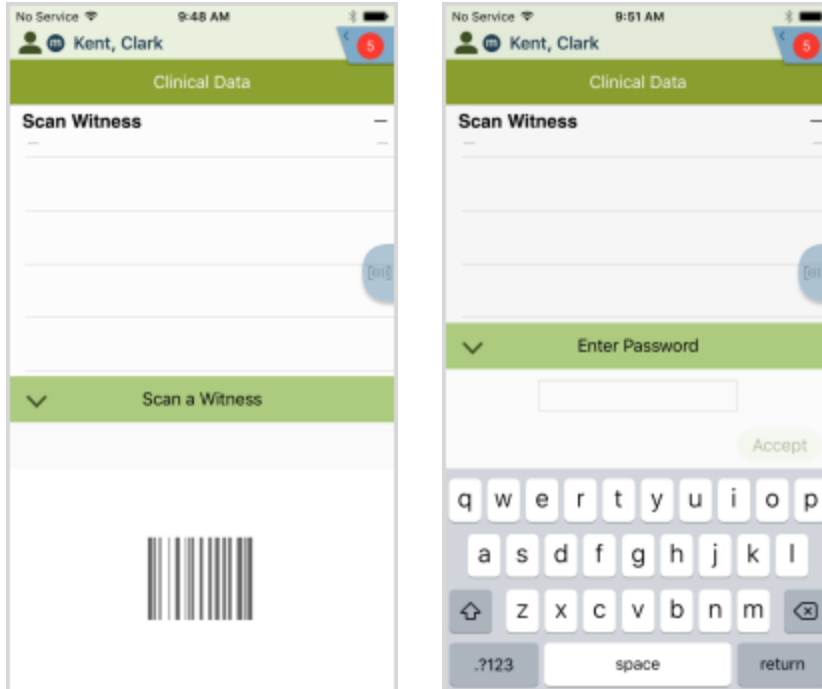 No Service 9:48 AM
m Kent, Clark
< 5
Clinical Data
Scan Witness —
— —
Scan a Witness
No Service 9:51 AM
m Kent, Clark
< 5
Clinical Data
Scan Witness —
— —
Enter Password
Accept
q w e r t y u i o p
a s d f g h j k l
z x c v b n m
.?123 space return